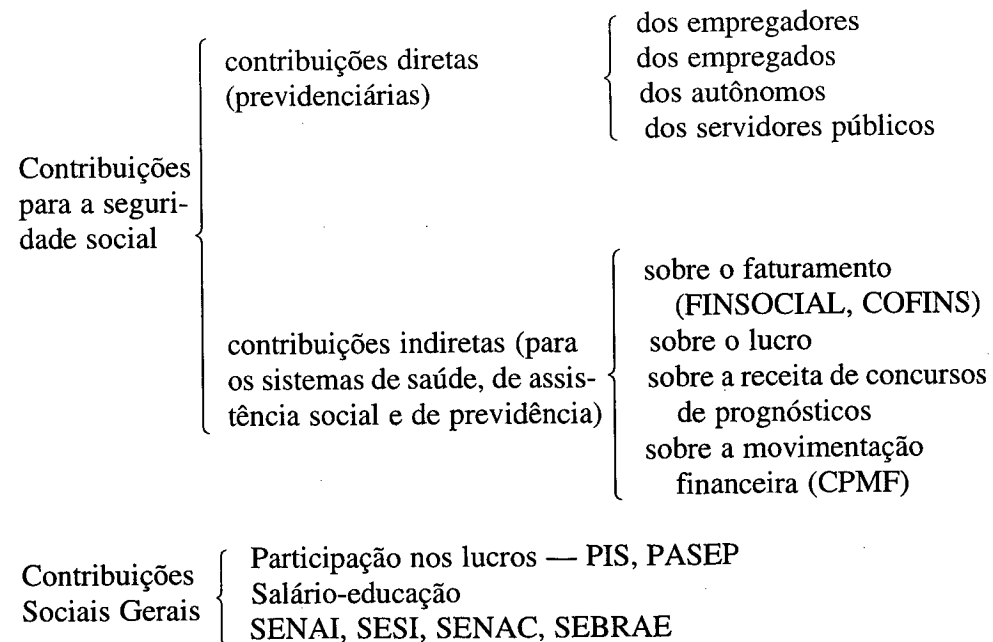 Contribuições
para a seguri-
dade social
contribuições diretas
(previdenciárias)
dos empregadores
dos empregados
dos autônomos
dos servidores públicos
contribuições indiretas (para
os sistemas de saúde, de assis-
tência social e de previdência)
sobre o faturamento
(FINSOCIAL, COFINS)
sobre o lucro
sobre a receita de concursos
de prognósticos
sobre a movimentação
financeira (CPMF)
Contribuições
Sociais Gerais
Participação nos lucros — PIS, PASEP
Salário-educação
SENAI, SESI, SENAC, SEBRAE